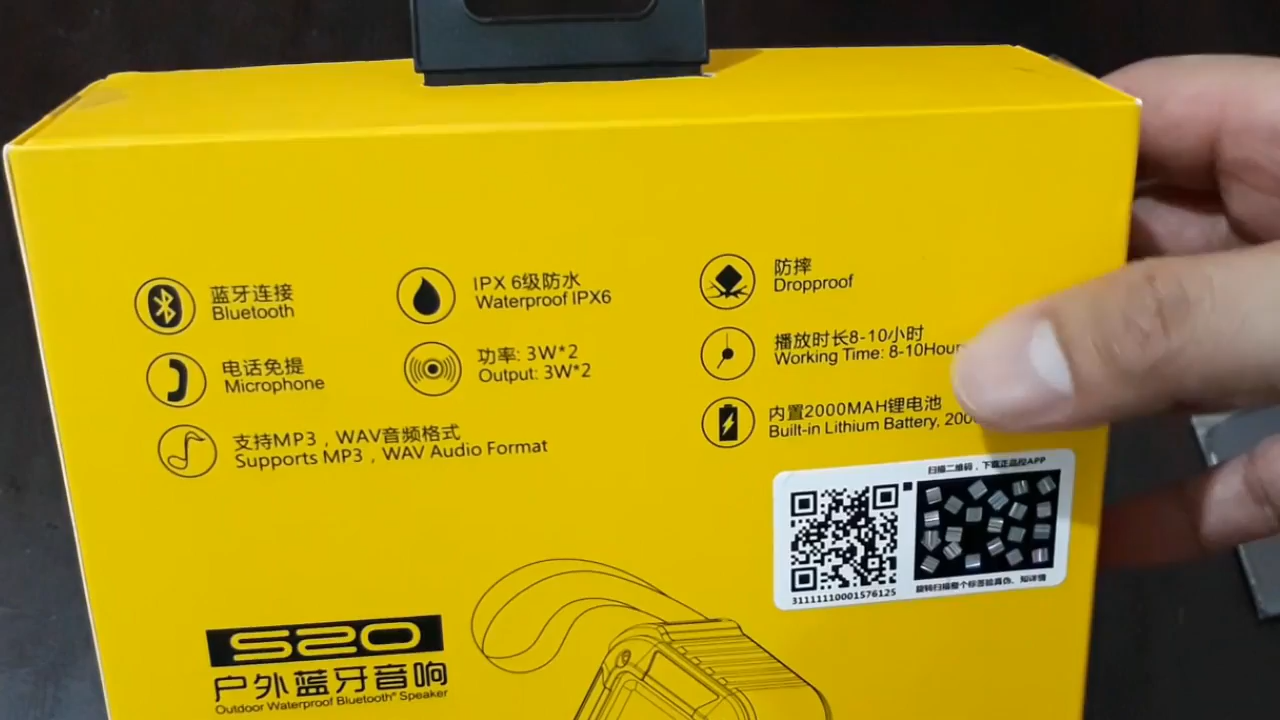 蓝牙连接
Bluetooth
IPX 6级防水
Waterproof IPX6
防摔
Dropproof
电话免提
Microphone
功率: 3W*2
Output: 3W*2
播放时长8-10小时
Working Time: 8-10Hour
支持MP3，WAV音频格式
Supports MP3，WAV Audio Format
内置2000MAH锂电池
Built-in Lithium Battery, 200
扫描二维码，下载正品控APP
31111110001576125
旋转扫描整个标签验真伪、知详情
S20
户外蓝牙音响
Outdoor Waterproof Bluetooth® Speaker